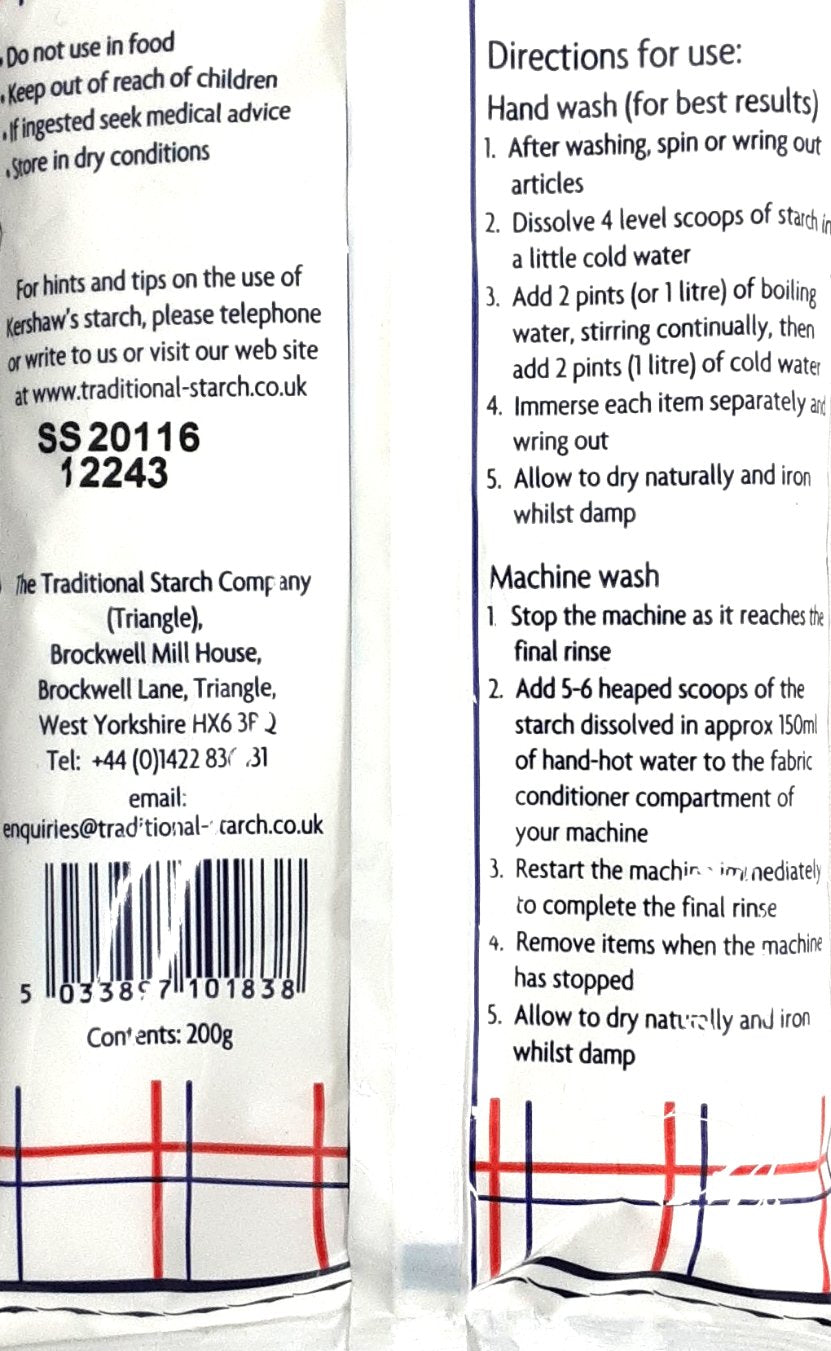 •Do not use in food
•Keep out of reach of children
•If ingested seek medical advice
•Store in dry conditions
For hints and tips on the use of
Kershaw's starch, please telephone
or write to us or visit our web site
at www.traditional-starch.co.uk
SS 20116
12243
The Traditional Starch Company
(Triangle),
Brockwell Mill House,
Brockwell Lane, Triangle,
West Yorkshire HX6
Tel: +44 (0)1422
email:
enquiries@traditional-starch.co.uk
5 033897 101838
Contents: 200g
Directions for use:
Hand wash (for best results)
1. After washing, spin or wring out
articles
2. Dissolve 4 level scoops of starch in
a little cold water
3. Add 2 pints (or 1 litre) of boiling
water, stirring continually, then
add 2 pints (1 litre) of cold water
4. Immerse each item separately and
wring out
5. Allow to dry naturally and iron
whilst damp
Machine wash
1. Stop the machine as it reaches the
final rinse
2. Add 5-6 heaped scoops of the
starch dissolved in approx 150ml
of hand-hot water to the fabric
conditioner compartment of
your machine
3. Restart the machine immediately
to complete the final rinse
4. Remove items when the machine
has stopped
5. Allow to dry naturally and iron
whilst damp